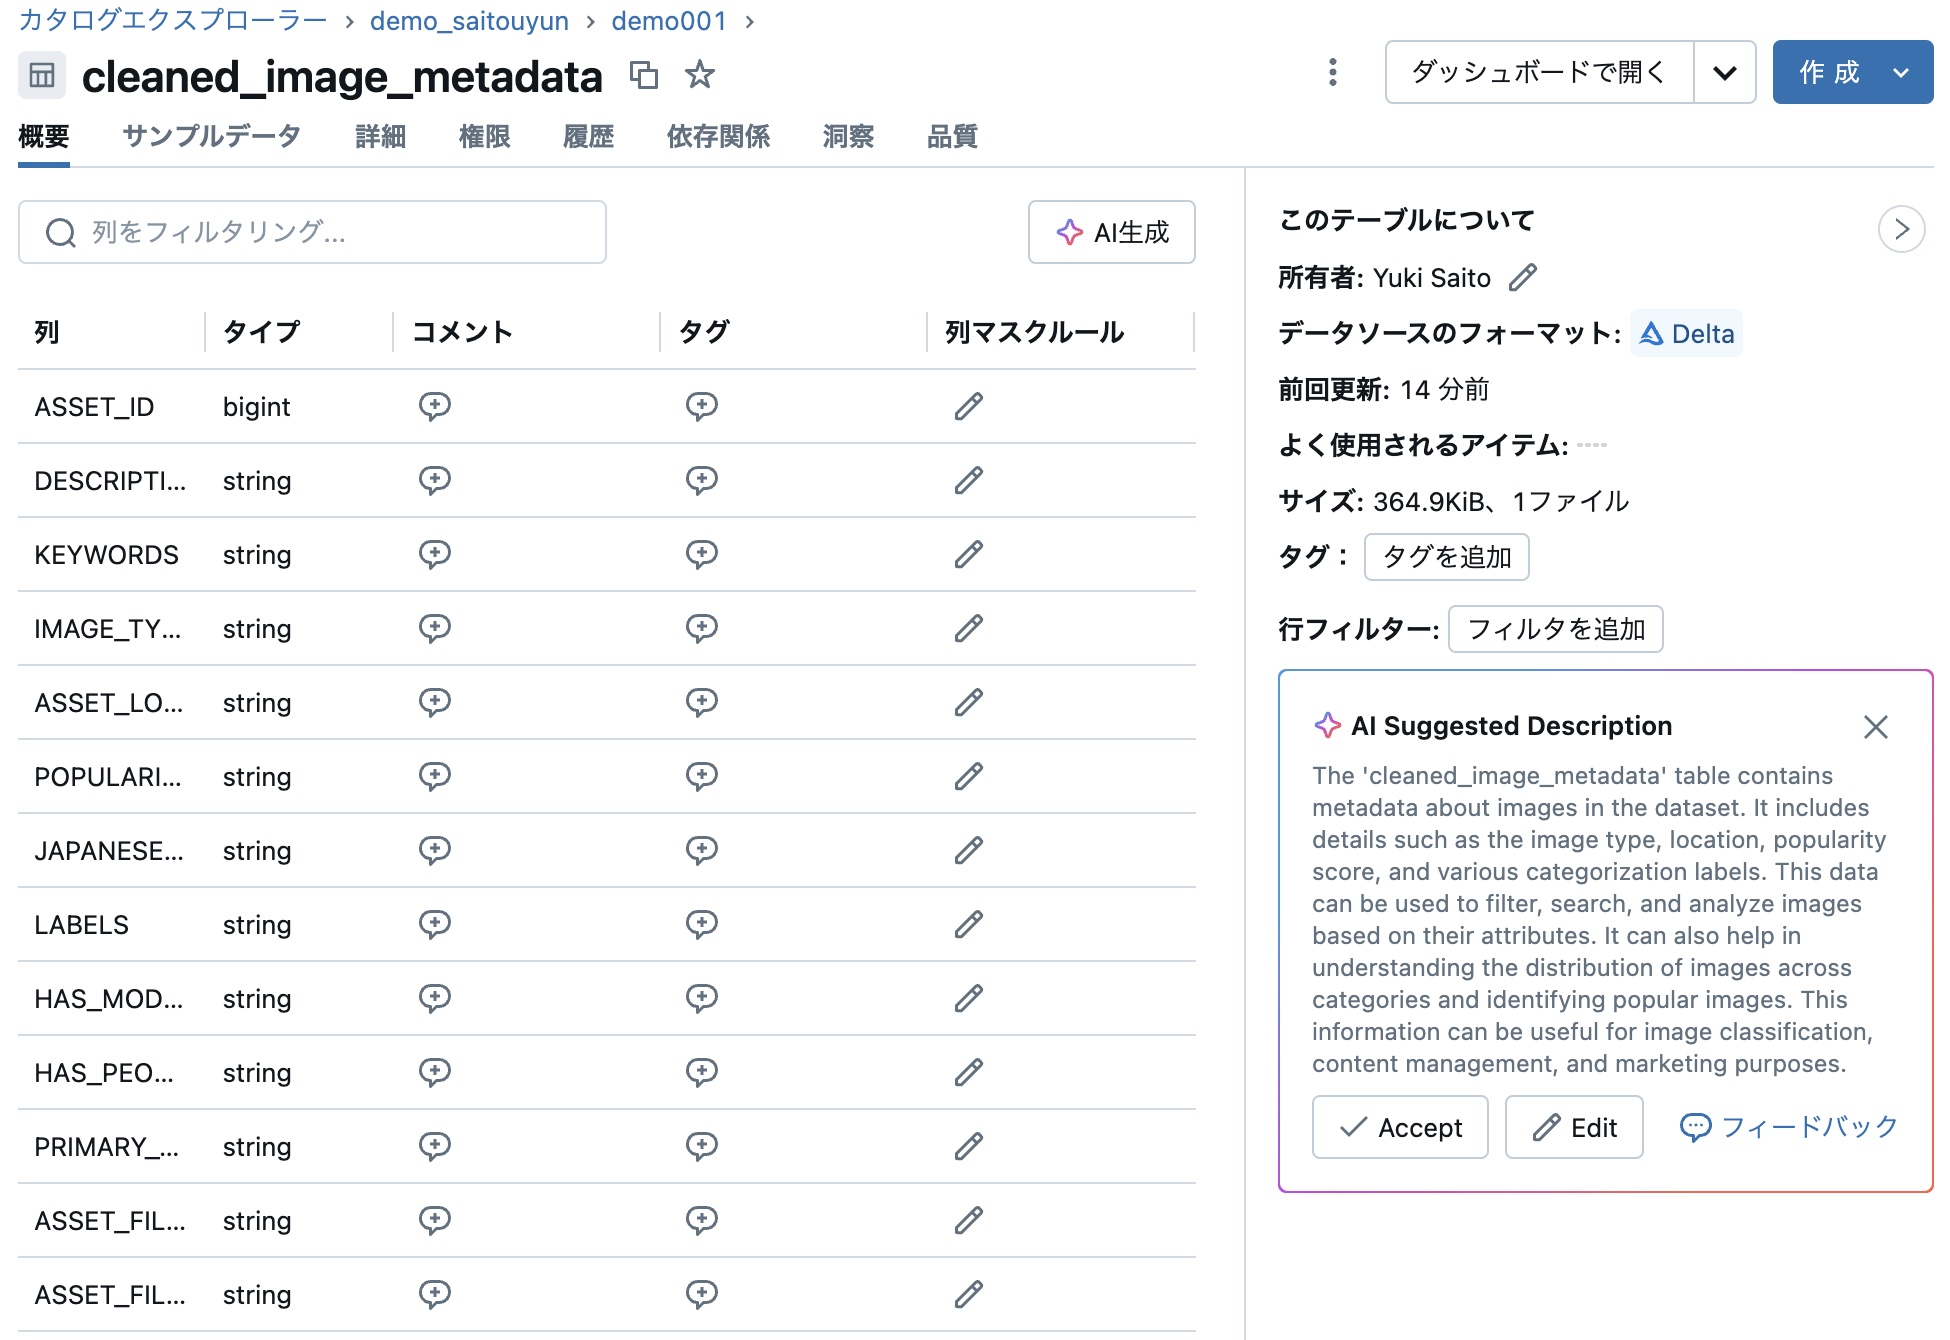 カタログエクスプローラー › demo_saitouyun › demo001 ›
cleaned_image_metadata
ダッシュボードで開く
作成
概要 サンプルデータ 詳細 権限 履歴 依存関係 洞察 品質
列をフィルタリング...
AI生成
列 タイプ コメント タグ 列マスクルール
ASSET_ID bigint
DESCRIPTI... string
KEYWORDS string
IMAGE_TY... string
ASSET_LO... string
POPULARI... string
JAPANESE... string
LABELS string
HAS_MOD... string
HAS_PEO... string
PRIMARY_... string
ASSET_FIL... string
ASSET_FIL... string
このテーブルについて
所有者: Yuki Saito
データソースのフォーマット: Delta
前回更新: 14 分前
よく使用されるアイテム:
サイズ: 364.9KiB、1ファイル
タグ： タグを追加
行フィルター: フィルタを追加
AI Suggested Description
The 'cleaned_image_metadata' table contains
metadata about images in the dataset. It includes
details such as the image type, location, popularity
score, and various categorization labels. This data
can be used to filter, search, and analyze images
based on their attributes. It can also help in
understanding the distribution of images across
categories and identifying popular images. This
information can be useful for image classification,
content management, and marketing purposes.
Accept Edit フィードバック